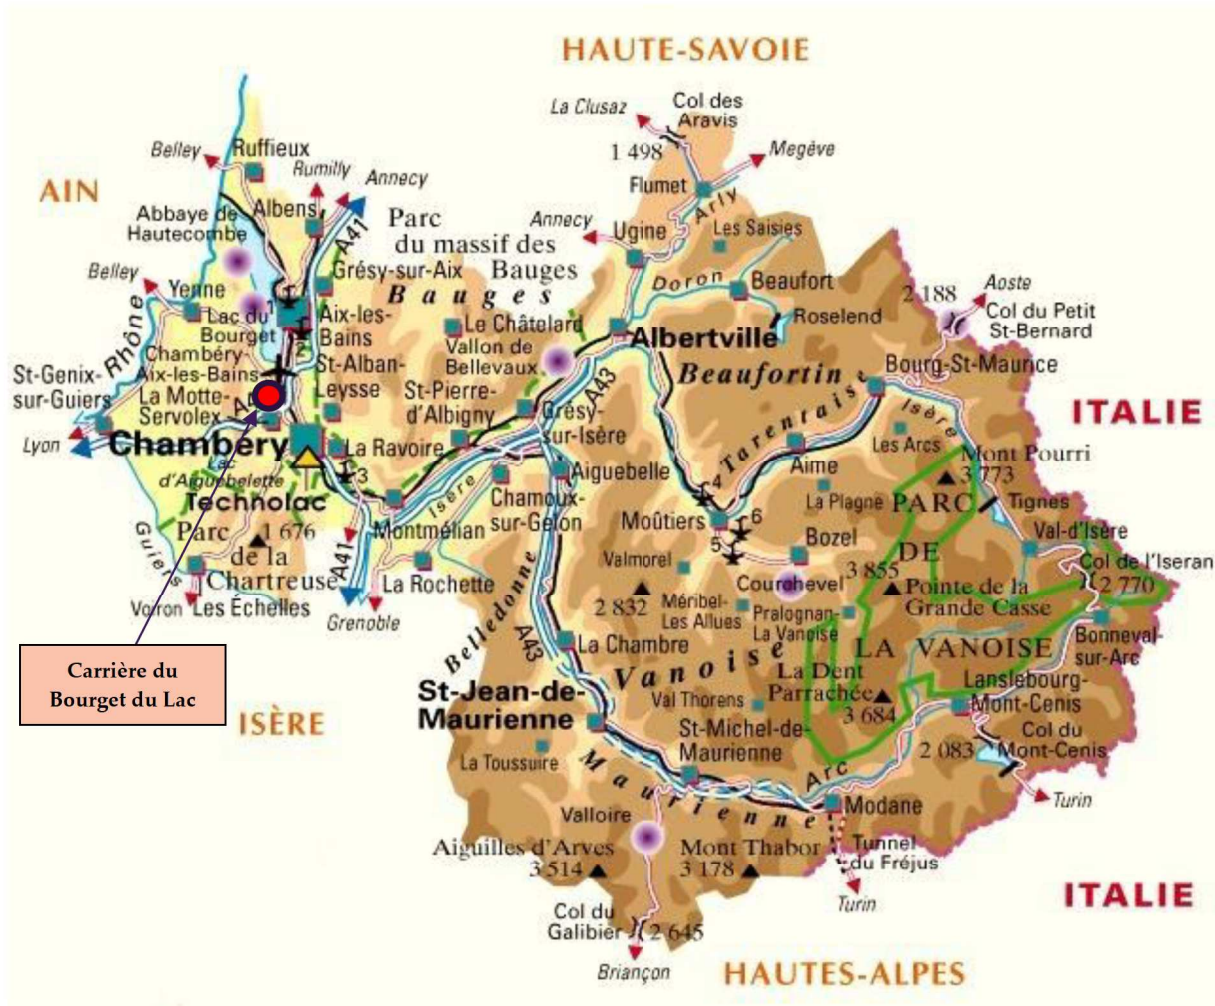 HAUTE-SAVOIE
La Clusaz
Col des
Aravis
1 498
Megève
Belley
Ruffieux
Rumilly
Annecy
Flumet
AIN
Arly
Abbaye de
Hautecombe
Albens
A41
Parc
du massif des
Bauges
Annecy
Ugine
Les Saisies
Belley
Grésy-sur-Aix
Bauges
Doron
Beaufort
2 188
Aoste
Yenne
Rhône
Lac du
Bourget
1
2
Aix-les-
Bains
Le Châtelard
Roselend
Col du Petit
St-Bernard
Albertville
Chambéry-
Aix-les-Bains
St-Alban-
Leysse
Vallon de
Bellevaux
A43
Beaufortin
Bourg-St-Maurice
St-Genix-
sur-Guiers
La Motte-
Servolex
St-Pierre-
d'Albigny
Grésy-
sur-Isère
Tarentaise
Isère
ITALIE
Lyon
Chambéry
La Ravoire
Aiguebelle
Aime
Les Arcs
Mont Pourri
3 773
Lac
d'Aiguebelette
3
Isère
4
La Plagne
PARC
Technolac
Chamoux-
sur-Gelon
Tignes
Guiers
Parc
de la
Chartreuse
1 676
Montmélian
Moûtiers
6
5
Bozel
DE
Val-d'Isère
A41
La Rochette
Belledonne
Valmorel
Courchevel
3 855
Pointe de la
Grande Casse
Col de l'Iseran
2 770
Voiron
Les Échelles
Grenoble
2 832
Méribel-
Les Allues
Pralognan-
La Vanoise
A43
La Chambre
Vanoise
LA VANOISE
Bonneval-
sur-Arc
Carrière du
Bourget du Lac
La Dent
Parrachée
3 684
Lanslebourg-
Mont-Cenis
St-Jean-de-
Maurienne
Val Thorens
ISÈRE
St-Michel-de-
Maurienne
2 083
Col du
Mont-Cenis
La Toussuire
Maurienne
Arc
Turin
Valloire
Modane
Aiguilles d'Arves
3 514
Mont Thabor
3 178
Tunnel
du Fréjus
Turin
ITALIE
Col du
Galibier
2 645
Briançon
HAUTES-ALPES